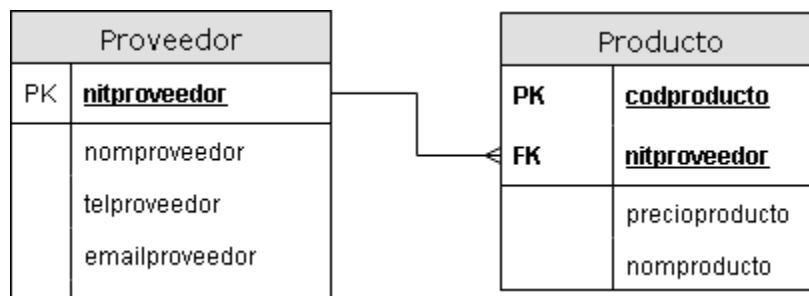 Proveedor
PK nitproveedor
nomproveedor
telproveedor
emailproveedor
Producto
PK codproducto
FK nitproveedor
precioproducto
nomproducto